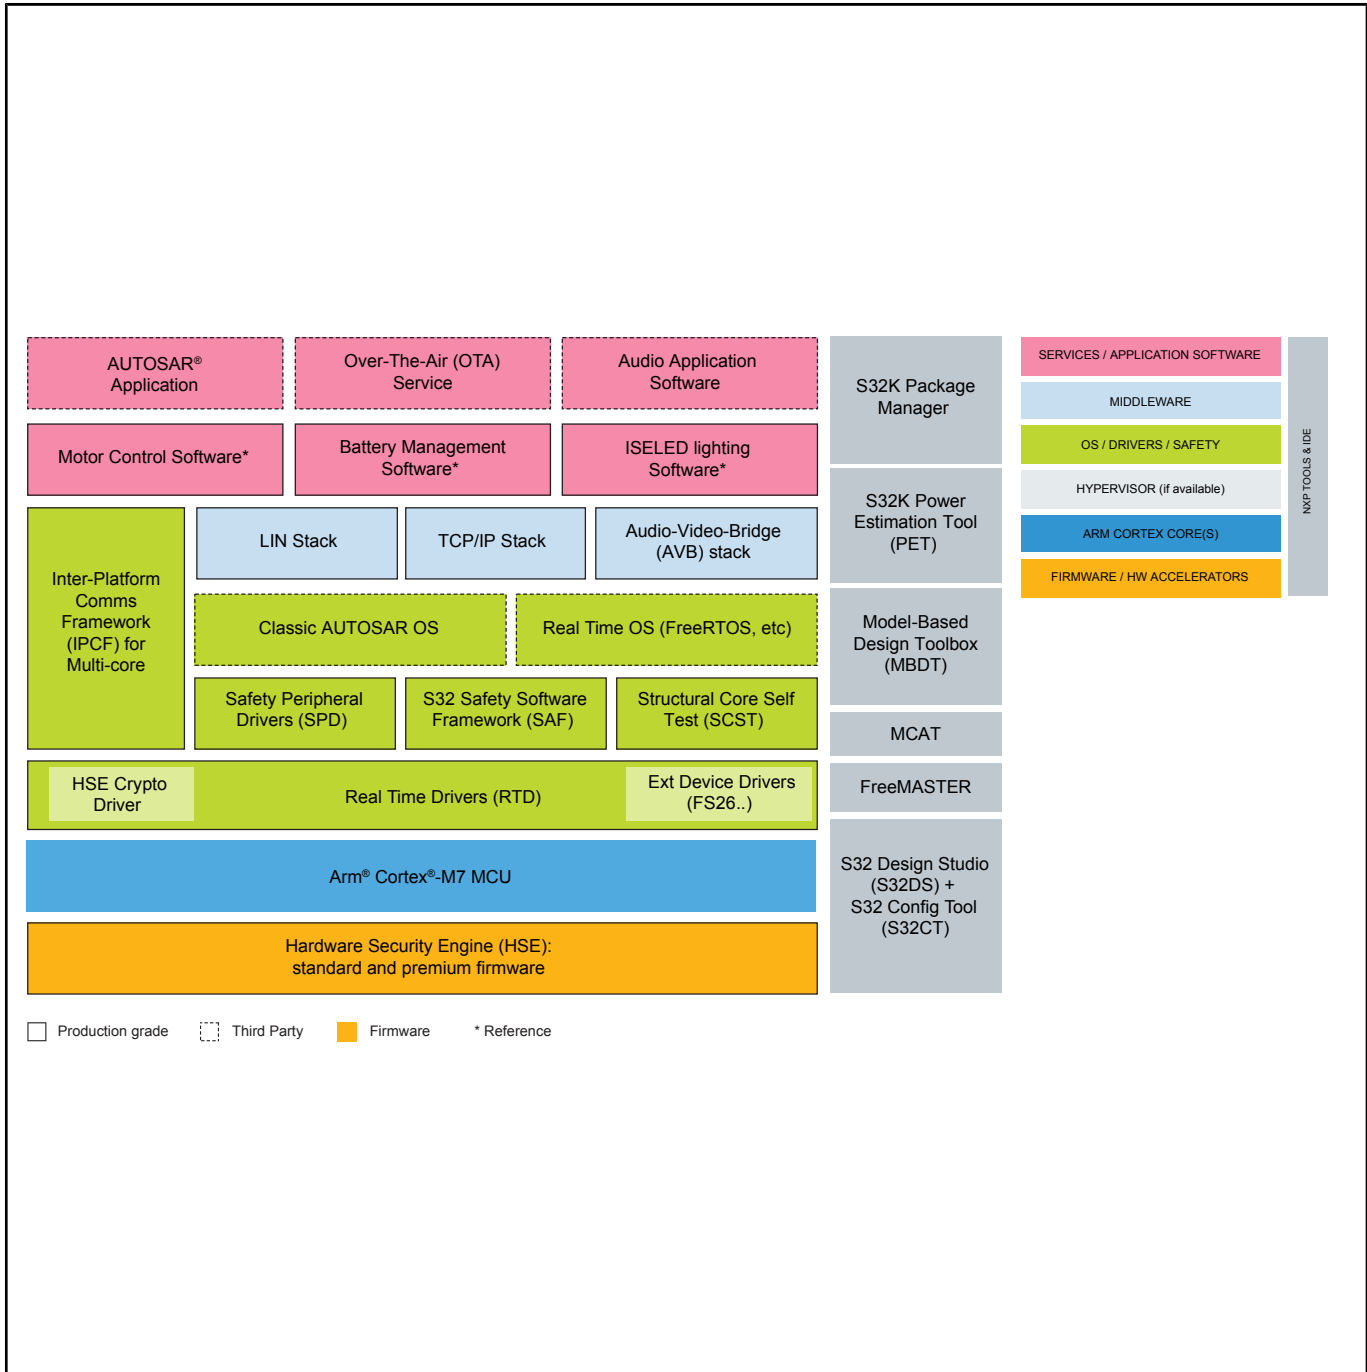 AUTOSAR®
Application
Over-The-Air (OTA)
Service
Audio Application
Software
Motor Control Software*
Battery Management
Software*
ISELED lighting
Software*
Inter-Platform
Comms
Framework
(IPCF) for
Multi-core
LIN Stack
TCP/IP Stack
Audio-Video-Bridge
(AVB) stack
Classic AUTOSAR OS
Real Time OS (FreeRTOS, etc)
Safety Peripheral
Drivers (SPD)
S32 Safety Software
Framework (SAF)
Structural Core Self
Test (SCST)
HSE Crypto
Driver
Real Time Drivers (RTD)
Ext Device Drivers
(FS26..)
Arm® Cortex®-M7 MCU
Hardware Security Engine (HSE):
standard and premium firmware
S32K Package
Manager
S32K Power
Estimation Tool
(PET)
Model-Based
Design Toolbox
(MBDT)
MCAT
FreeMASTER
S32 Design Studio
(S32DS) +
S32 Config Tool
(S32CT)
SERVICES / APPLICATION SOFTWARE
MIDDLEWARE
OS / DRIVERS / SAFETY
HYPERVISOR (if available)
ARM CORTEX CORE(S)
FIRMWARE / HW ACCELERATORS
NXP TOOLS & IDE
Production grade
Third Party
Firmware
* Reference